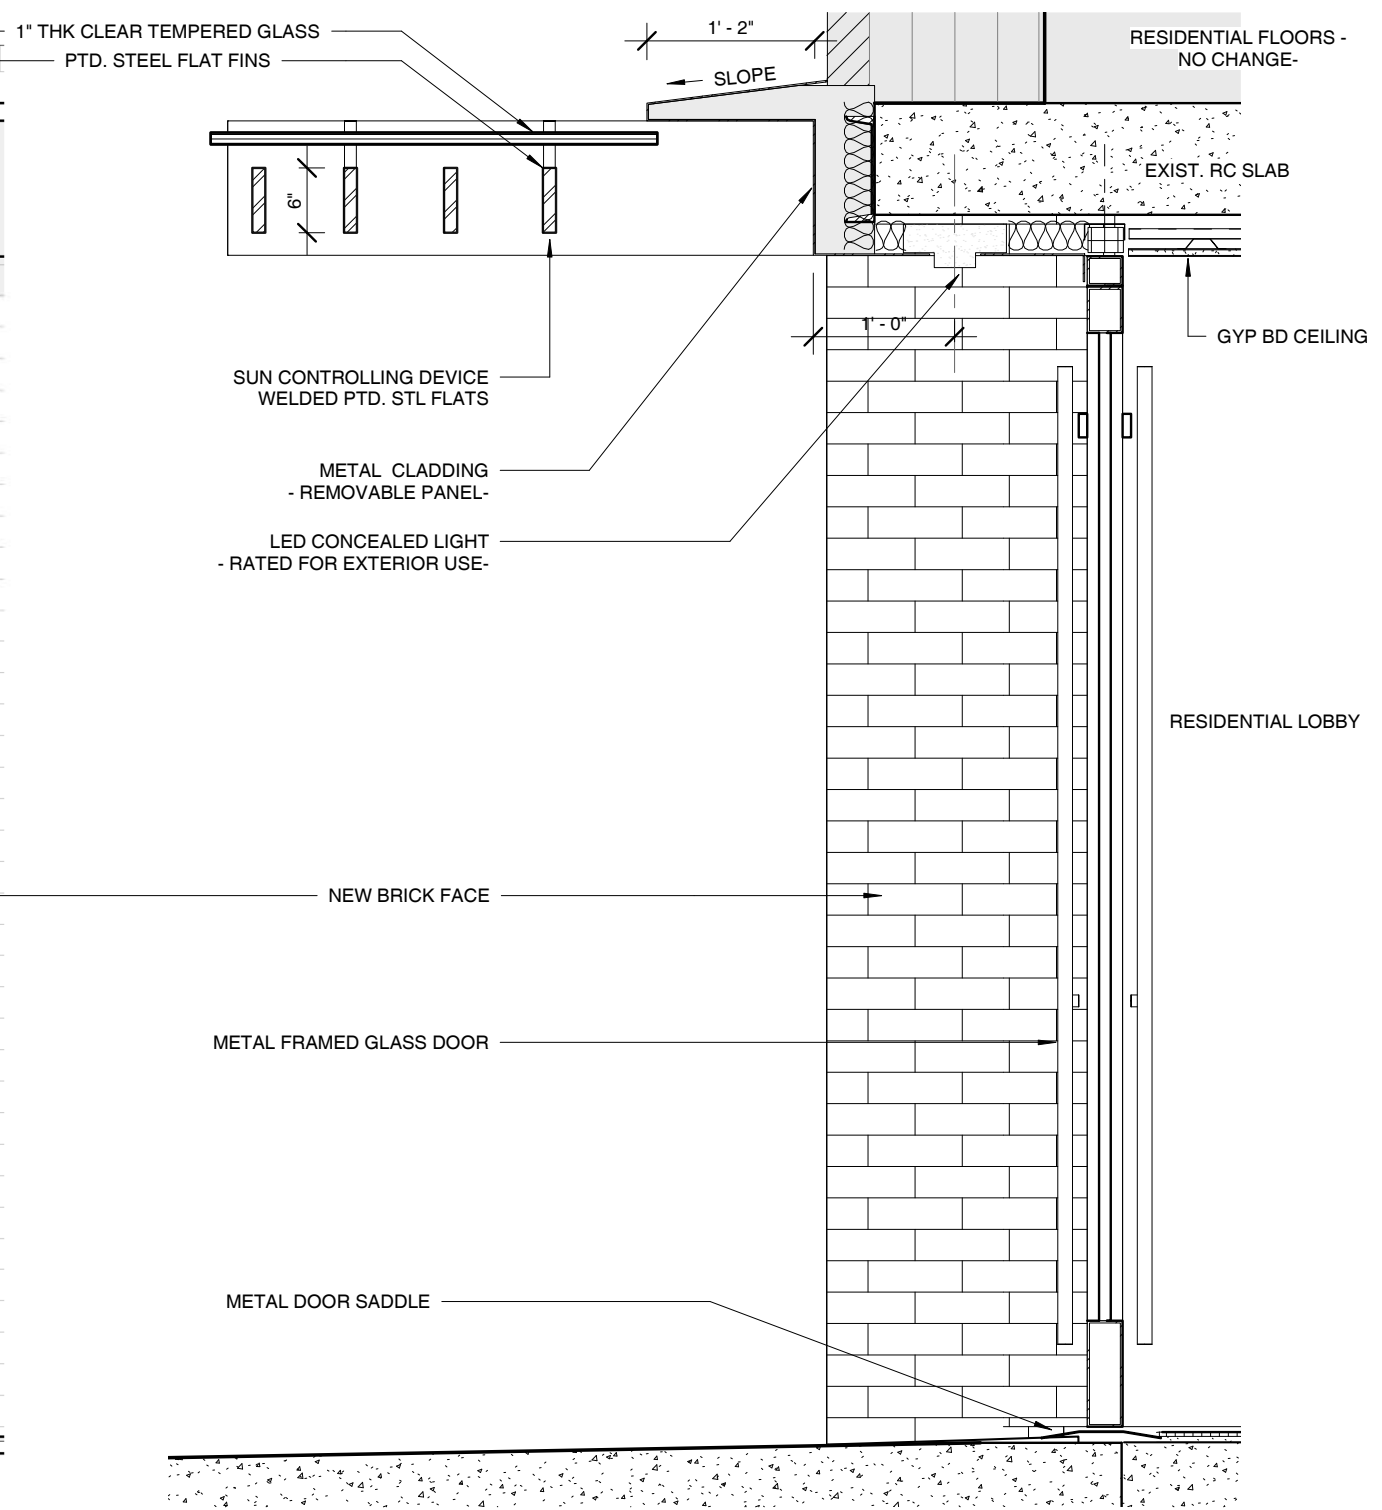 1" THK CLEAR TEMPERED GLASS
PTD. STEEL FLAT FINS
1' - 2"
SLOPE
RESIDENTIAL FLOORS -
NO CHANGE-
EXIST. RC SLAB
6"
1' - 0"
GYP BD CEILING
SUN CONTROLLING DEVICE
WELDED PTD. STL FLATS
METAL CLADDING
- REMOVABLE PANEL-
LED CONCEALED LIGHT
- RATED FOR EXTERIOR USE-
RESIDENTIAL LOBBY
NEW BRICK FACE
METAL FRAMED GLASS DOOR
METAL DOOR SADDLE